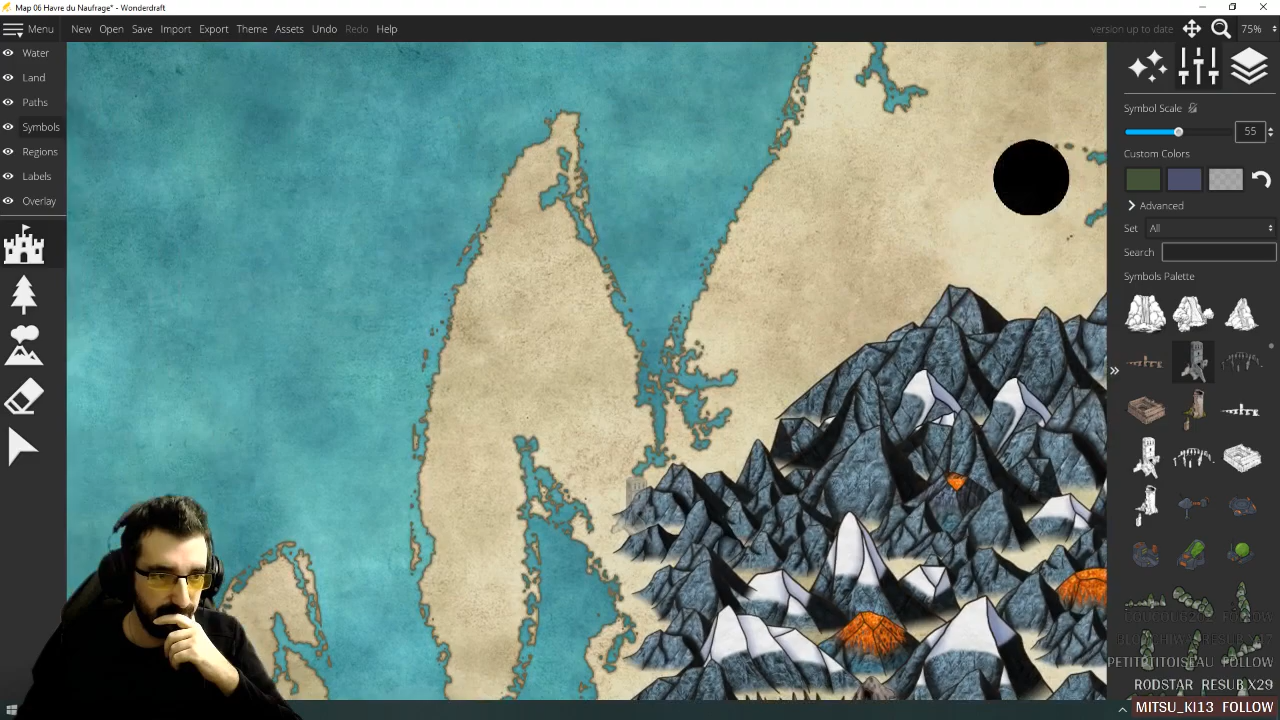 Map 06 Havre du Naufrage* - Wonderdraft
Menu New Open Save Import Export Theme Assets Undo Redo Help version up to date 75%
Water
Land
Paths
Symbols
Regions
Labels
Overlay
Symbol Scale
55
Custom Colors
Advanced
Set All
Search
Symbols Palette
PETITPTITOISEAU FOLLOW
RODSTAR RESUB X29
MITSU_KI13 FOLLOW